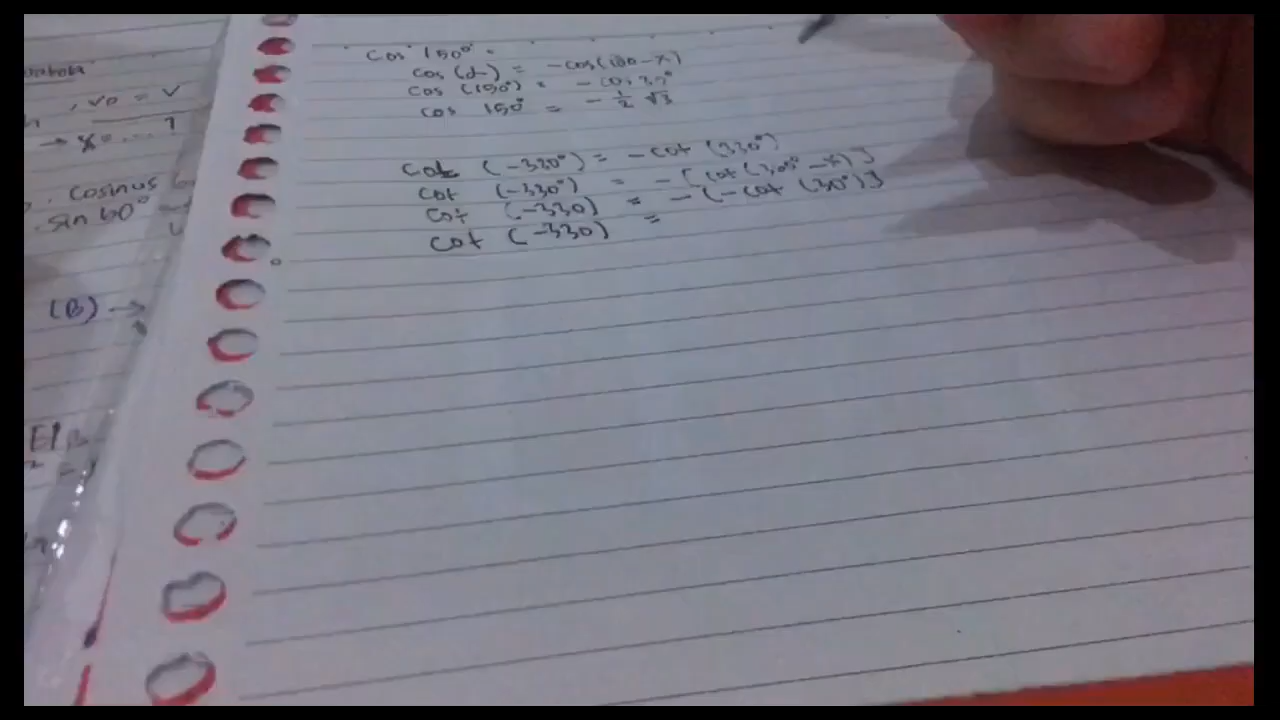 cos 150° =
cos (α) = -cos(180 - x)
cos (150°) = - cos 30°
cos 150° = - 1/2 √3
cot (-330°) = - cot (330°)
cot (-330°) = - [cot (360° - x)]
cot (-330) = - (- cot (30°)]
cot (-330) =
, vo = v
cosinus
sin 60°
(B) →